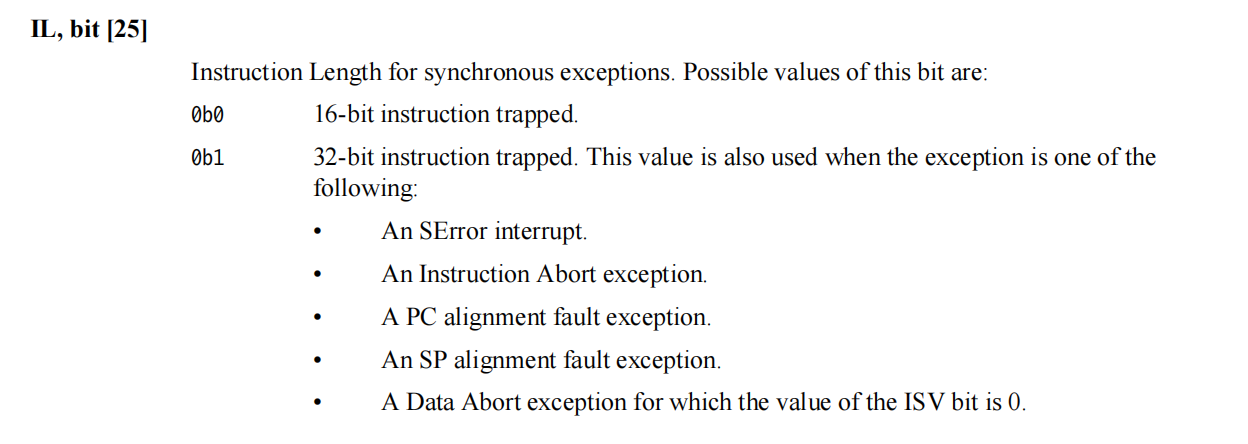 IL, bit [25]
Instruction Length for synchronous exceptions. Possible values of this bit are:
0b0 16-bit instruction trapped.
0b1 32-bit instruction trapped. This value is also used when the exception is one of the
following:
• An SError interrupt.
• An Instruction Abort exception.
• A PC alignment fault exception.
• An SP alignment fault exception.
• A Data Abort exception for which the value of the ISV bit is 0.